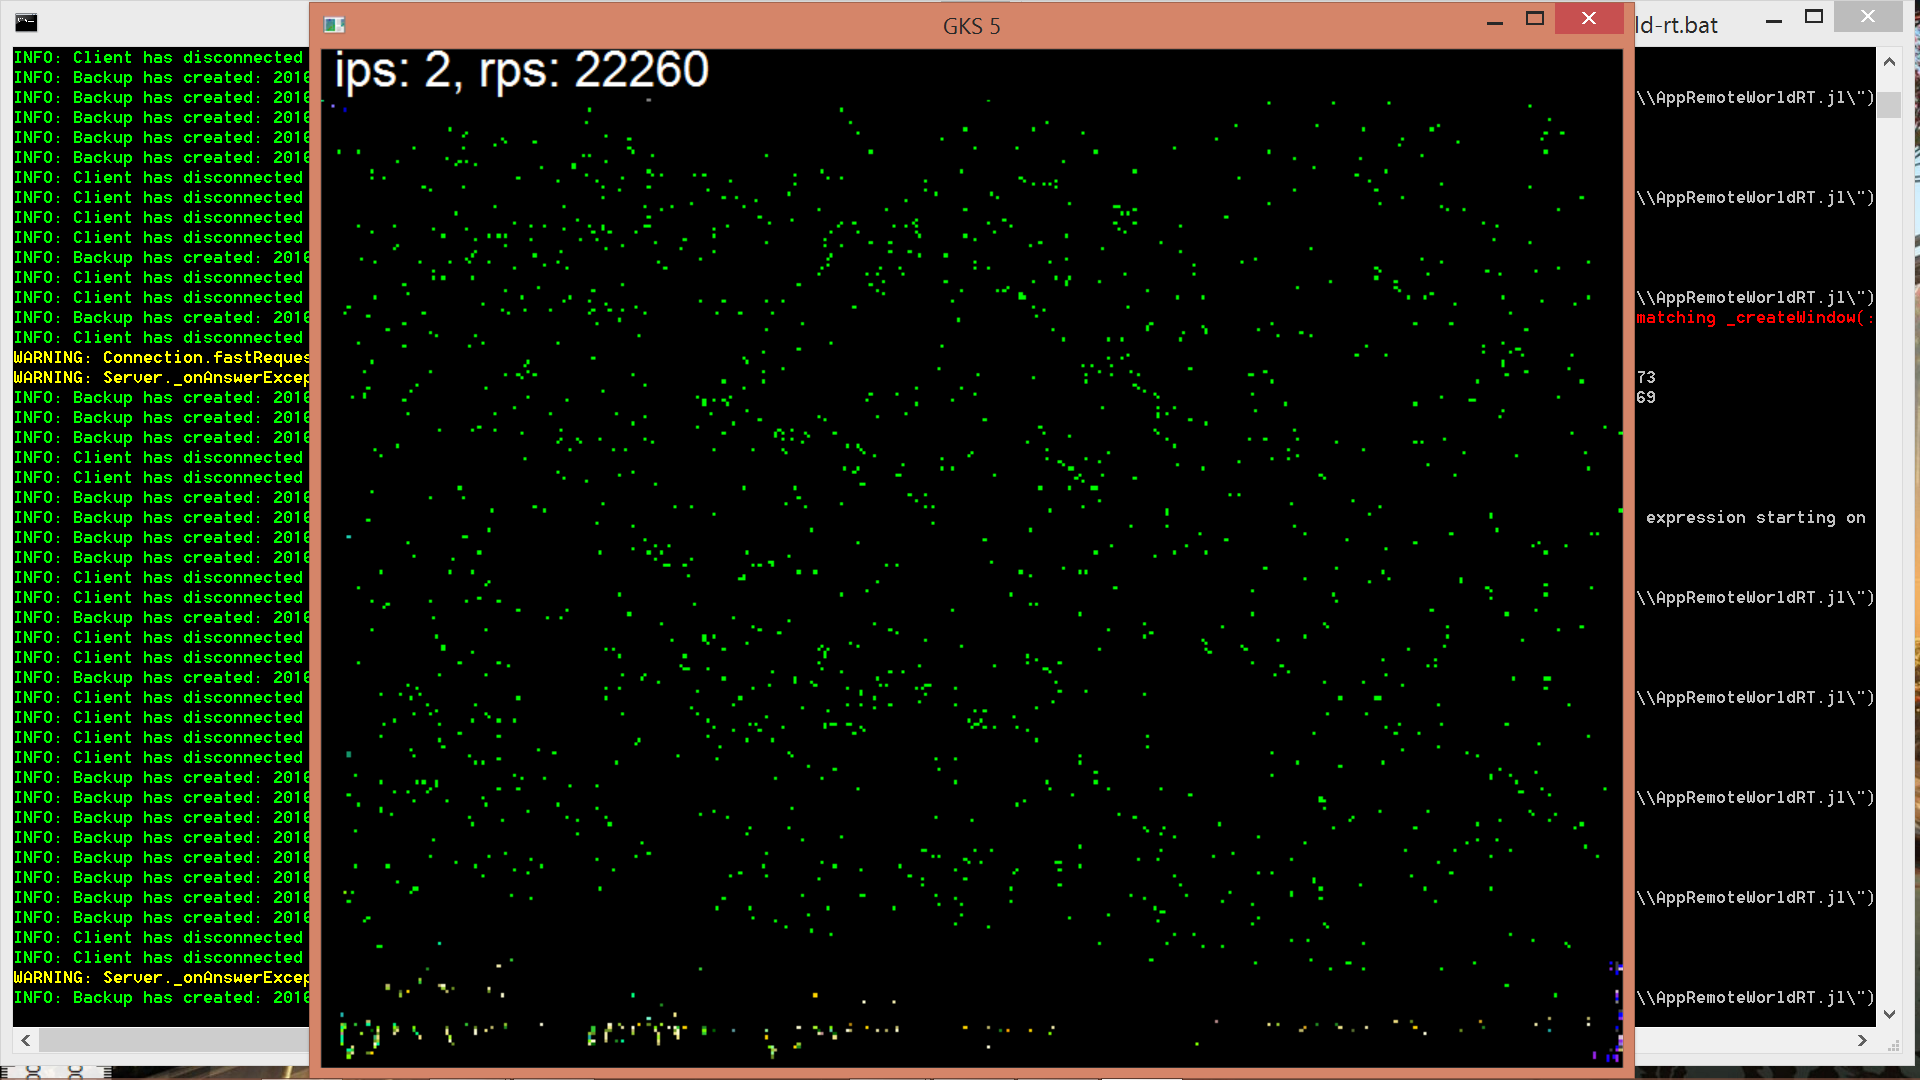 GKS 5
ld-rt.bat
ips: 2, rps: 22260
INFO: Client has disconnected
INFO: Backup has created: 201
INFO: Backup has created: 201
\\AppRemoteWorldRT.jl\")
INFO: Backup has created: 201
INFO: Backup has created: 201
INFO: Backup has created: 201
INFO: Client has disconnected
INFO: Client has disconnected
\\AppRemoteWorldRT.jl\")
INFO: Client has disconnected
INFO: Client has disconnected
INFO: Backup has created: 201
INFO: Client has disconnected
INFO: Client has disconnected
\\AppRemoteWorldRT.jl\")
INFO: Backup has created: 201
matching _createWindow(:
INFO: Client has disconnected
WARNING: Connection.fastReques
WARNING: Server._onAnswerExcep
73
INFO: Backup has created: 201
69
INFO: Backup has created: 201
INFO: Backup has created: 201
INFO: Client has disconnected
INFO: Client has disconnected
INFO: Backup has created: 201
INFO: Backup has created: 201
expression starting on
INFO: Backup has created: 201
INFO: Backup has created: 201
INFO: Client has disconnected
INFO: Client has disconnected
\\AppRemoteWorldRT.jl\")
INFO: Backup has created: 201
INFO: Client has disconnected
INFO: Client has disconnected
INFO: Backup has created: 201
INFO: Client has disconnected
\\AppRemoteWorldRT.jl\")
INFO: Client has disconnected
INFO: Client has disconnected
INFO: Client has disconnected
INFO: Backup has created: 201
INFO: Backup has created: 201
\\AppRemoteWorldRT.jl\")
INFO: Backup has created: 201
INFO: Backup has created: 201
INFO: Backup has created: 201
INFO: Backup has created: 201
INFO: Backup has created: 201
\\AppRemoteWorldRT.jl\")
INFO: Backup has created: 201
INFO: Client has disconnected
INFO: Client has disconnected
WARNING: Server._onAnswerExcep
INFO: Backup has created: 201
\\AppRemoteWorldRT.jl\")